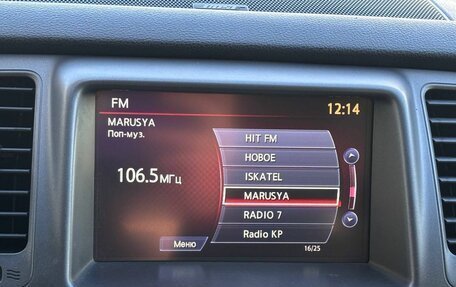 FM
12:14
MARUSYA
Поп-муз.
106.5МГц
HIT FM
НОВОЕ
ISKATEL
MARUSYA
RADIO 7
Radio KP
Меню
16/25